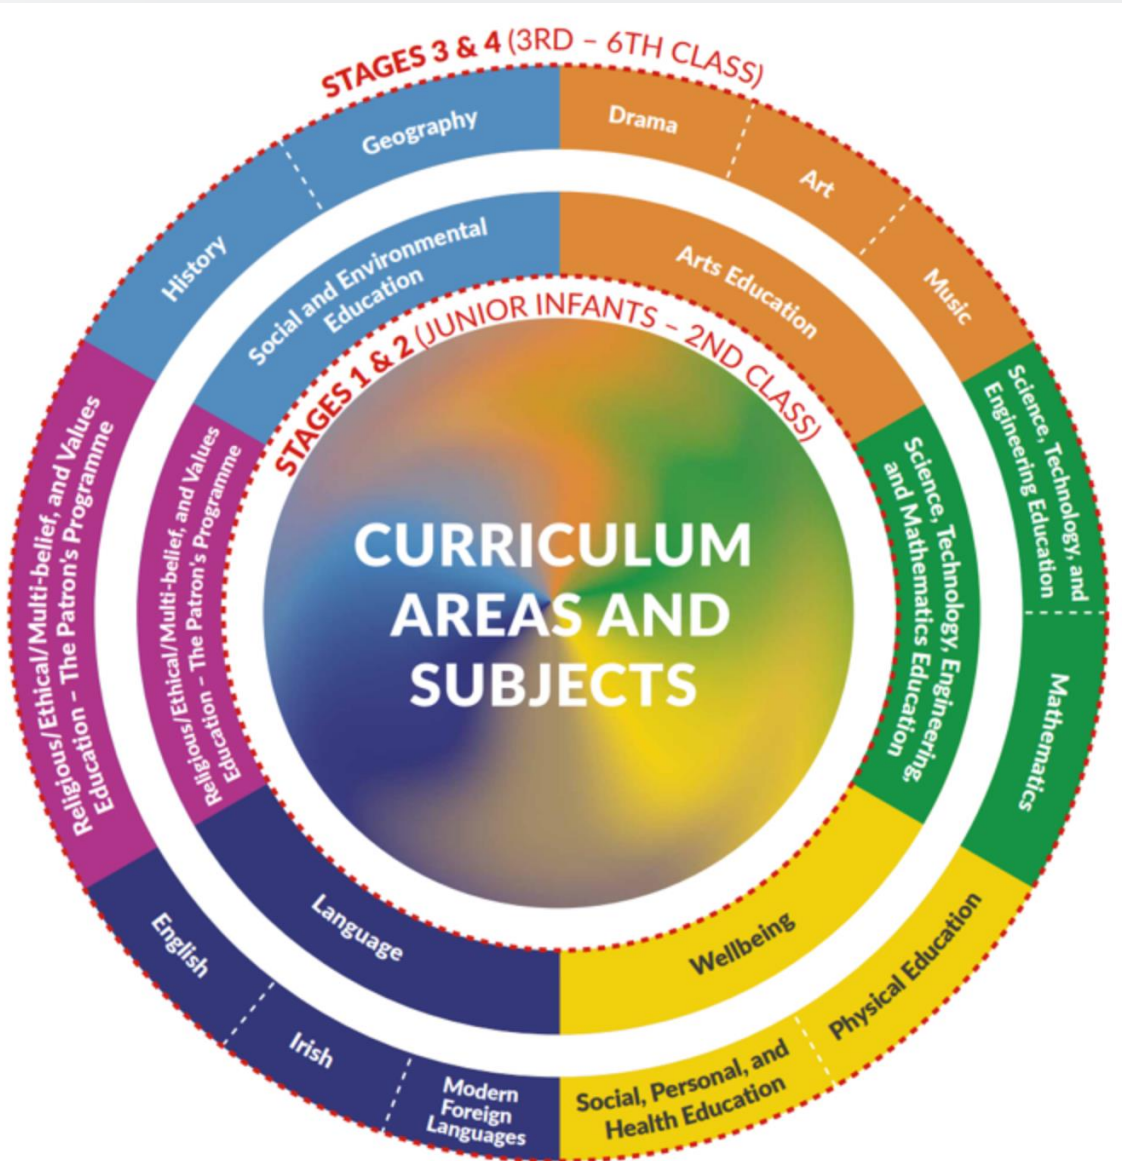 STAGES 3 & 4 (3RD – 6TH CLASS)
Geography
Drama
Art
Music
History
Social and Environmental
Education
Arts Education
STAGES 1 & 2 (JUNIOR INFANTS – 2ND CLASS)
Science, Technology, and
Engineering Education
Mathematics
Science, Technology, Engineering,
and Mathematics Education
Religious/Ethical/Multi-belief, and Values
Education – The Patron's Programme
Religious/Ethical/Multi-belief, and Values
Education – The Patron's Programme
CURRICULUM
AREAS AND
SUBJECTS
Language
Wellbeing
English
Irish
Modern
Foreign
Languages
Social, Personal, and
Health Education
Physical Education